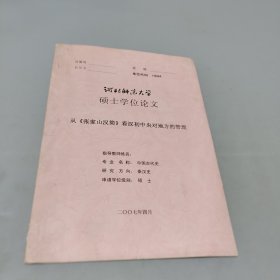 河北师范大学
硕士学位论文
从《张家山汉简》看汉初中央对地方的管理
指导教师姓名:
专 业 名 称: 中国古代史
研 究 方 向: 秦汉史
申请学位级别: 硕 士
二〇〇七年四月